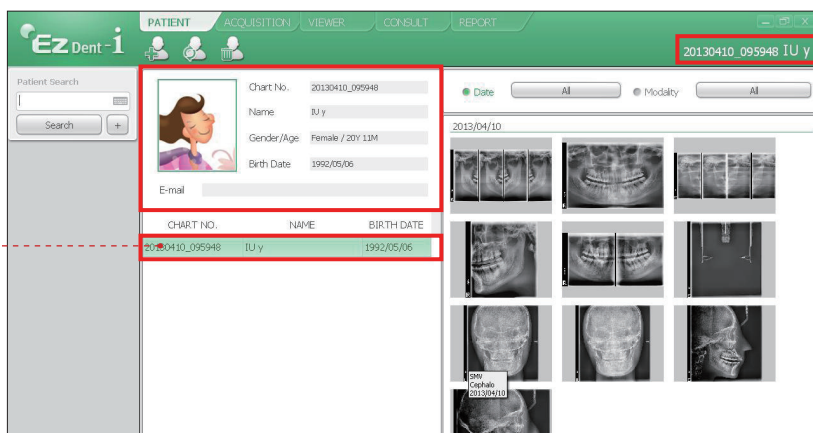 PATIENT ACQUISITION VIEWER CONSULT REPORT
Ez Dent-i
20130410_095948 IU y
Patient Search
Search +
Chart No. 20130410_095948
Name IU y
Gender/Age Female / 20Y 11M
Birth Date 1992/05/06
E-mail
CHART NO. NAME BIRTH DATE
20130410_095948 IU y 1992/05/06
Date All Modality All
2013/04/10
SMV
Cephalo
2013/04/10